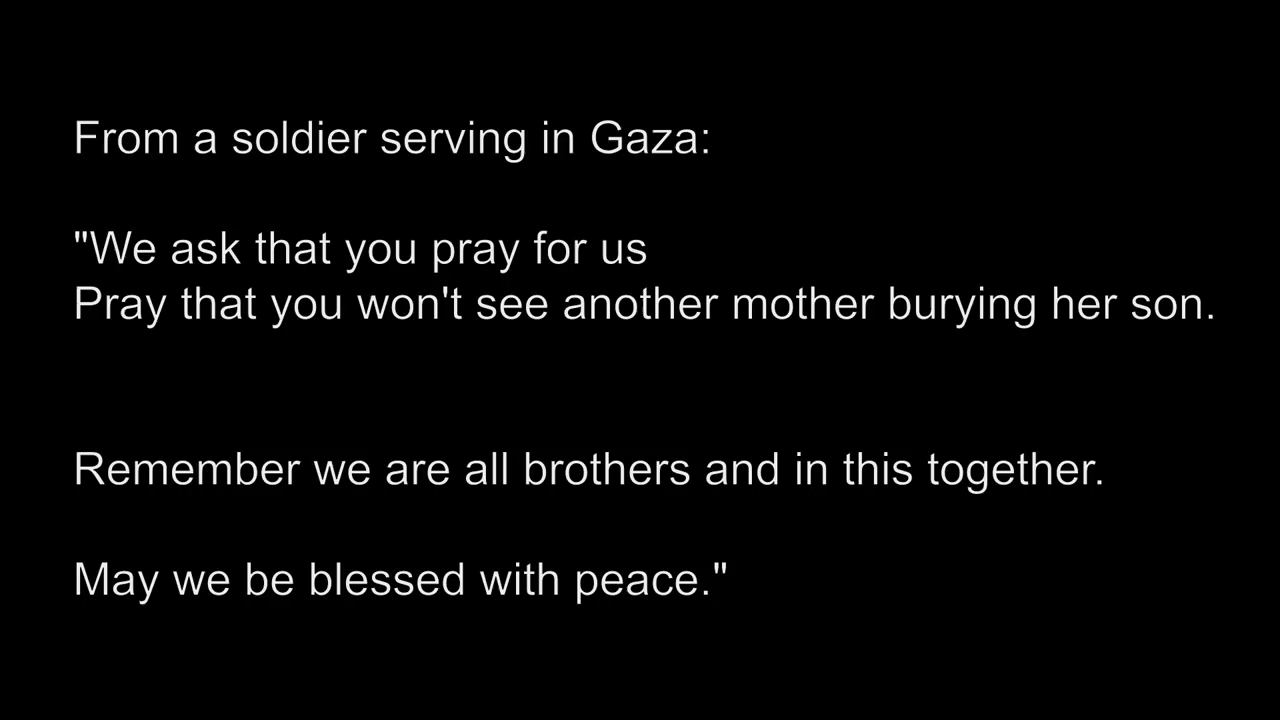 From a soldier serving in Gaza:
"We ask that you pray for us
Pray that you won't see another mother burying her son.
Remember we are all brothers and in this together.
May we be blessed with peace."